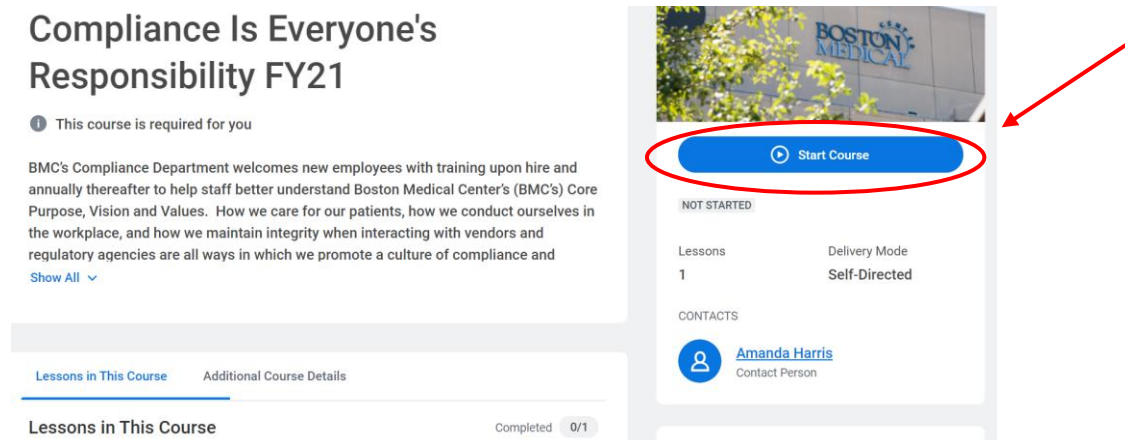 Compliance Is Everyone's
Responsibility FY21
This course is required for you
BMC's Compliance Department welcomes new employees with training upon hire and
annually thereafter to help staff better understand Boston Medical Center's (BMC's) Core
Purpose, Vision and Values. How we care for our patients, how we conduct ourselves in
the workplace, and how we maintain integrity when interacting with vendors and
regulatory agencies are all ways in which we promote a culture of compliance and
Show All
Lessons in This Course
Additional Course Details
Lessons in This Course
Completed 0/1
BOSTON
MEDICAL
CENTER
Start Course
NOT STARTED
Lessons
1
Delivery Mode
Self-Directed
CONTACTS
Amanda Harris
Contact Person